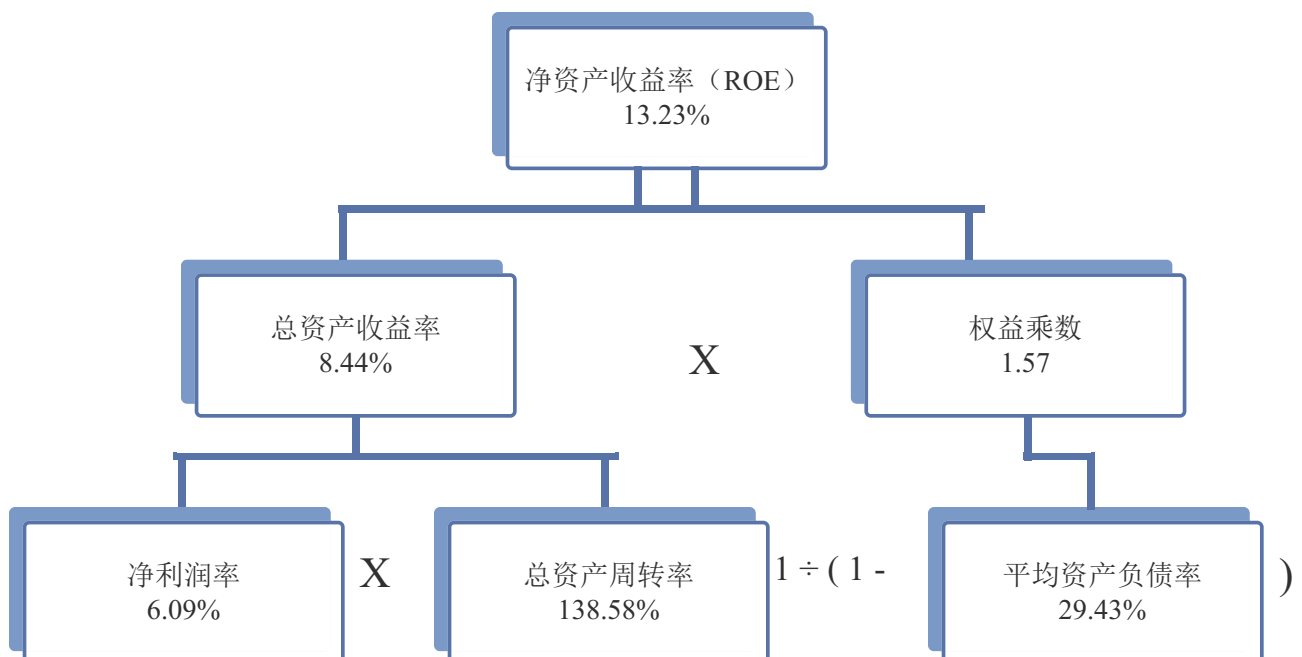 净资产收益率（ROE）
13.23%
总资产收益率
8.44%
X
权益乘数
1.57
净利润率
6.09%
X
总资产周转率
138.58%
1 ÷ ( 1 -
平均资产负债率
29.43%
)